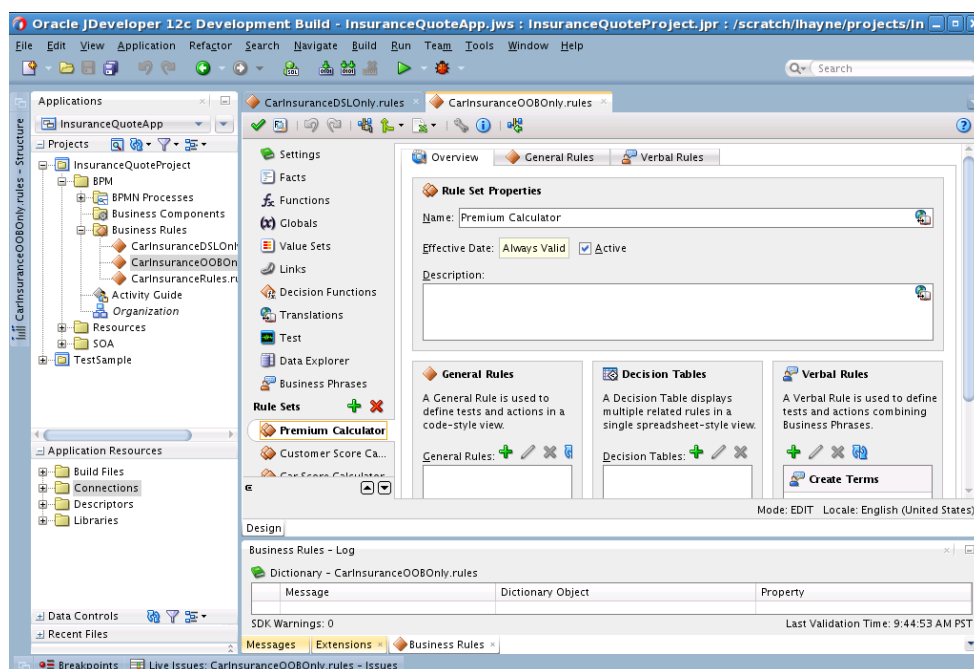 Oracle JDeveloper 12c Development Build - InsuranceQuoteApp.jws : InsuranceQuoteProject.jpr : /scratch/lhayne/projects/In
File Edit View Application Refactor Search Navigate Build Run Team Tools Window Help
Search
Applications
InsuranceQuoteApp
Projects
InsuranceQuoteProject
BPM
BPMN Processes
Business Components
Business Rules
CarInsuranceDSLOnl
CarInsuranceOOBOn
CarInsuranceRules.ru
Activity Guide
Organization
Resources
SOA
TestSample
Application Resources
Build Files
Connections
Descriptors
Libraries
Data Controls
Recent Files
CarInsuranceOOBOnly.rules - Structure
CarInsuranceDSLOnly.rules
CarInsuranceOOBOnly.rules
Settings
Facts
Functions
Globals
Value Sets
Links
Decision Functions
Translations
Test
Data Explorer
Business Phrases
Rule Sets
Premium Calculator
Customer Score Ca...
Car Score Calculator
Overview
General Rules
Verbal Rules
Rule Set Properties
Name: Premium Calculator
Effective Date: Always Valid Active
Description:
General Rules
A General Rule is used to
define tests and actions in a
code-style view.
General Rules:
Decision Tables
A Decision Table displays
multiple related rules in a
single spreadsheet-style view.
Decision Tables:
Verbal Rules
A Verbal Rule is used to define
tests and actions combining
Business Phrases.
Create Terms
Mode: EDIT Locale: English (United States)
Design
Business Rules - Log
Dictionary - CarInsuranceOOBOnly.rules
Message Dictionary Object Property
SDK Warnings: 0
Last Validation Time: 9:44:53 AM PST
Messages Extensions Business Rules
Breakpoints Live Issues: CarInsuranceOOBOnly.rules - Issues